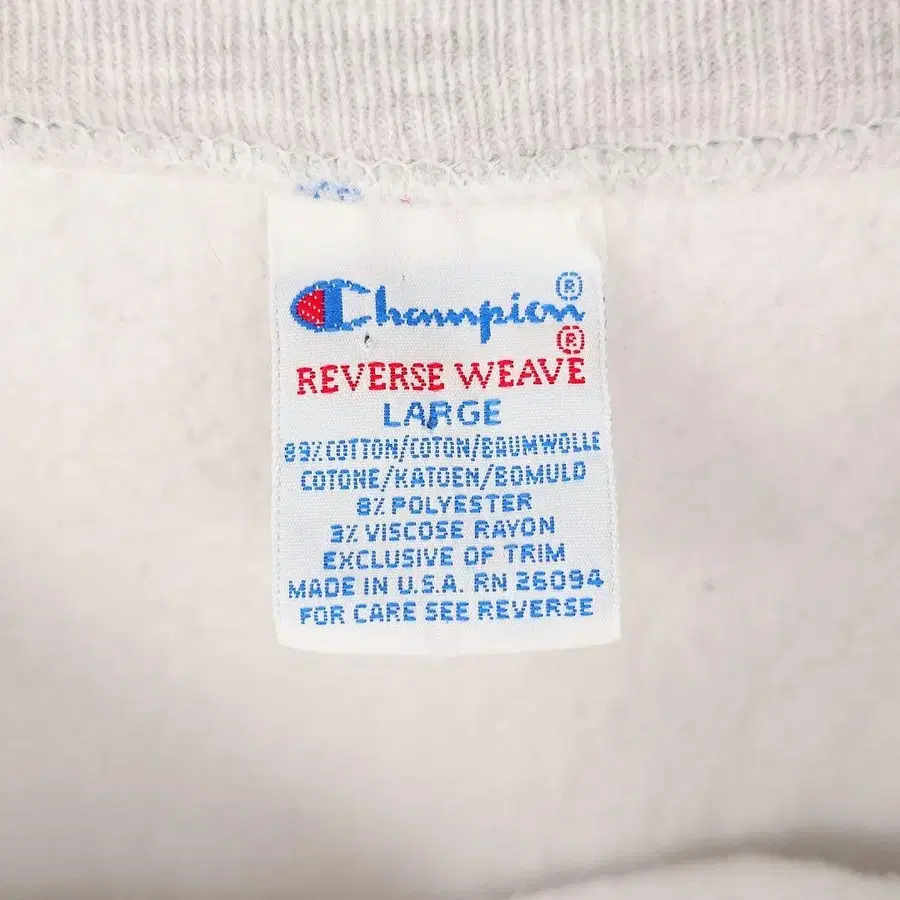 Champion®
REVERSE WEAVE®
LARGE
89% COTTON/COTON/BAUMWOLLE
COTONE/KATOEN/BOMULD
8% POLYESTER
3% VISCOSE RAYON
EXCLUSIVE OF TRIM
MADE IN U.S.A. RN 26094
FOR CARE SEE REVERSE